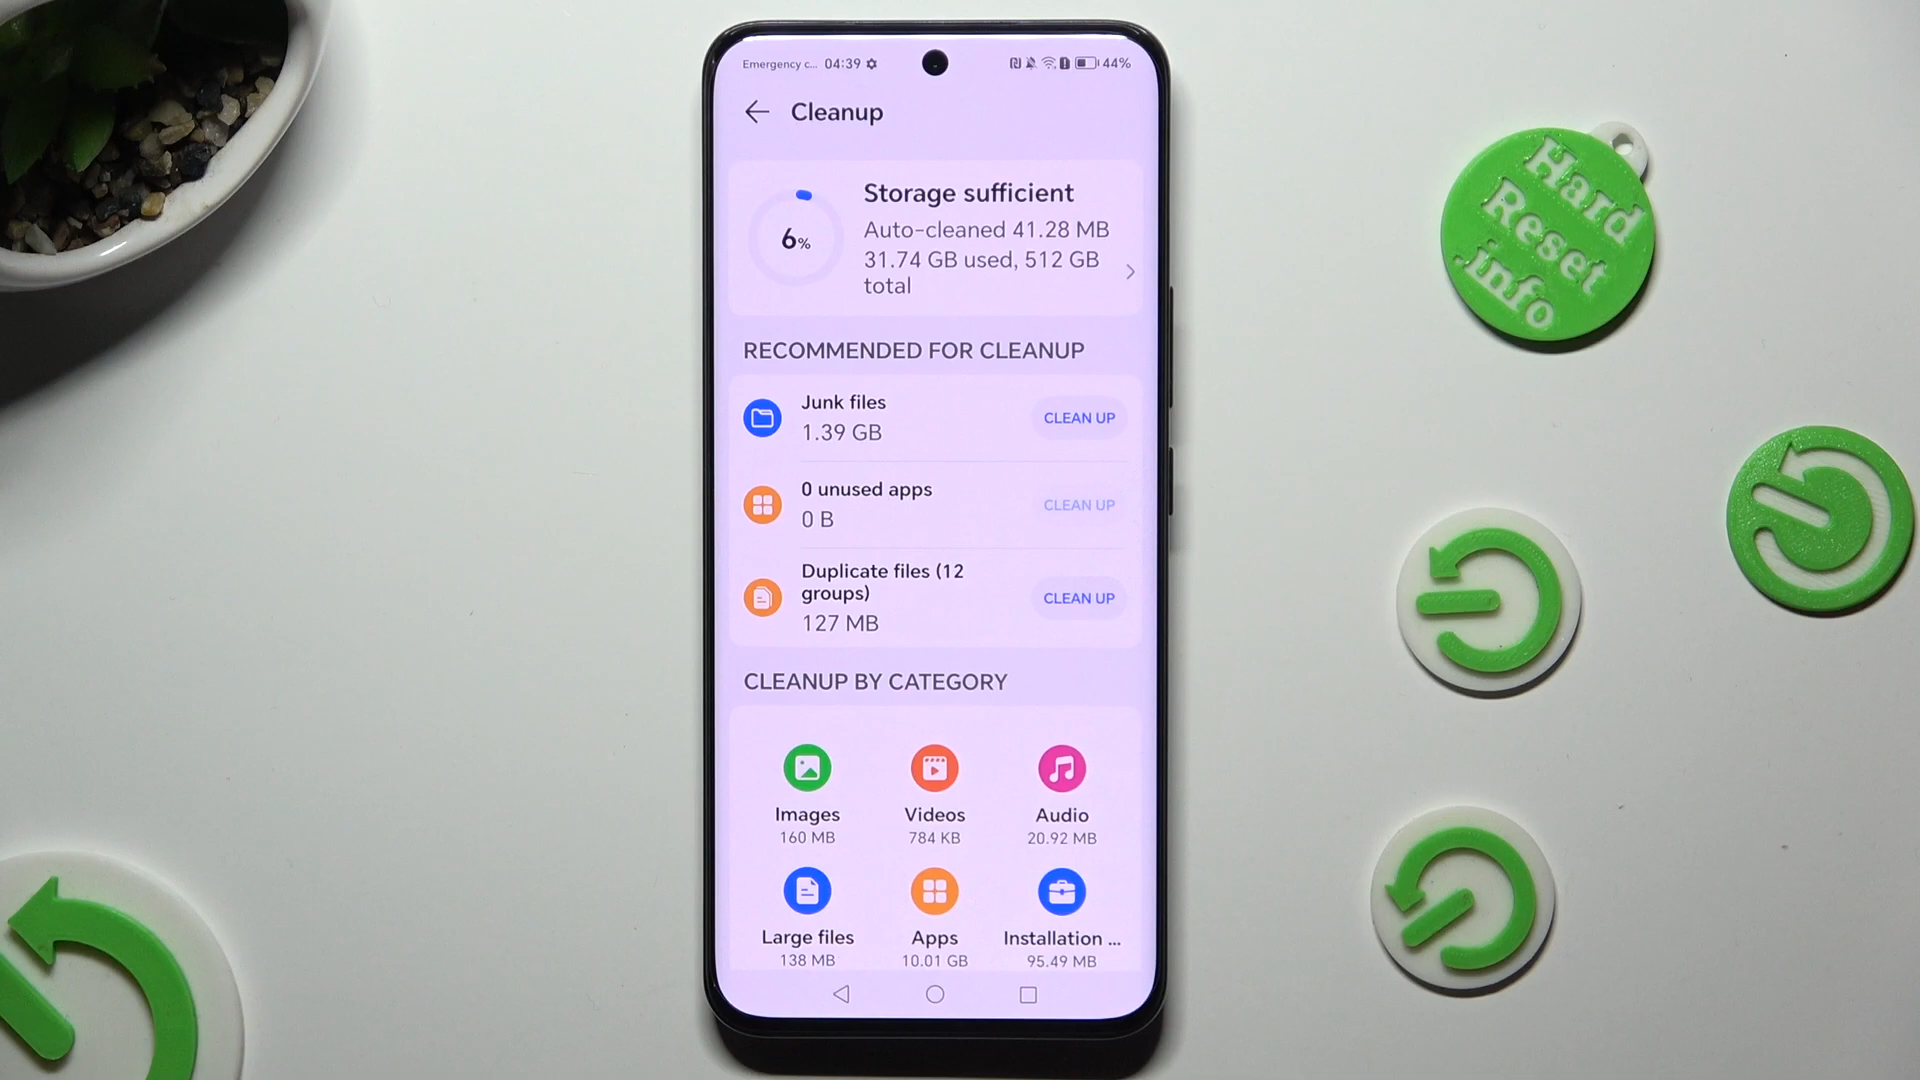 Emergency c... 04:39 44%
Cleanup
6%
Storage sufficient
Auto-cleaned 41.28 MB
31.74 GB used, 512 GB
total
RECOMMENDED FOR CLEANUP
Junk files
1.39 GB
CLEAN UP
0 unused apps
0 B
CLEAN UP
Duplicate files (12
groups)
127 MB
CLEAN UP
CLEANUP BY CATEGORY
Images
160 MB
Videos
784 KB
Audio
20.92 MB
Large files
138 MB
Apps
10.01 GB
Installation ...
95.49 MB
Hard
Reset
.info